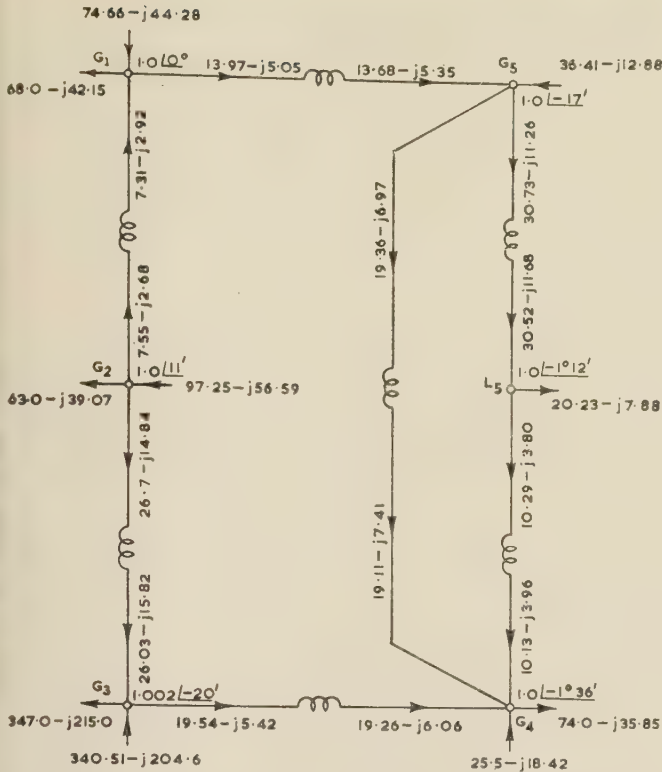 74·66–j44·28
G₁
1·0 /0°
13·97–j5·05
13·68–j5·35
G₅
36·41–j12·88
68·0 –j42·15
1·0 /–17′
7·31–j2·92
30·73–j11·26
19·36–j6·97
7·55–j2·68
30·52–j11·68
G₂
1·0 /11′
97·25–j56·59
63·0–j39·07
L₅
1·0 /–1°12′
20·23–j7·88
26·7–j14·84
10·29–j3·80
19·11–j7·41
26·03–j15·82
10·13–j3·96
G₃
1·002 /–20′
1·0 /–1°36′
347·0–j215·0
19·54–j5·42
19·26–j6·06
G₄
74·0–j35·85
340·51–j204·6
25·5–j18·42